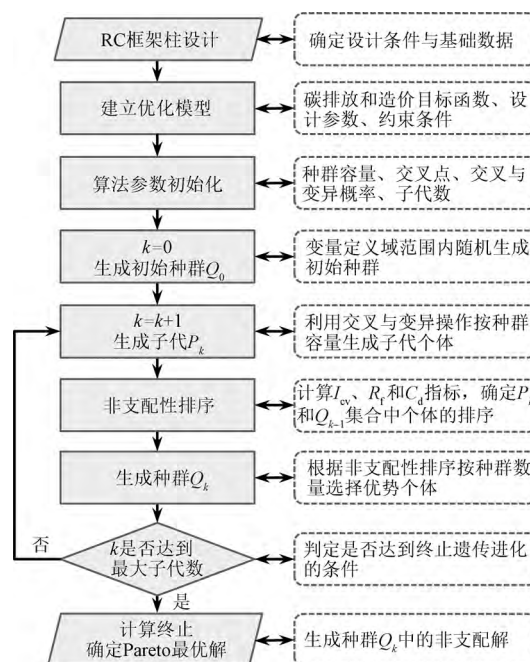 RC框架柱设计
确定设计条件与基础数据
建立优化模型
碳排放和造价目标函数、设
计参数、约束条件
算法参数初始化
种群容量、交叉点、交叉与
变异概率、子代数
k=0
生成初始种群Q0
变量定义域范围内随机生成
初始种群
k=k+1
生成子代Pk
利用交叉与变异操作按种群
容量生成子代个体
非支配性排序
计算Icv、Rf和Cd指标，确定P
和Qk-1集合中个体的排序
生成种群Qk
根据非支配性排序按种群数
量选择优势个体
否
k是否达到
最大子代数
判定是否达到终止遗传进化
的条件
是
计算终止
确定Pareto最优解
生成种群Qk中的非支配解